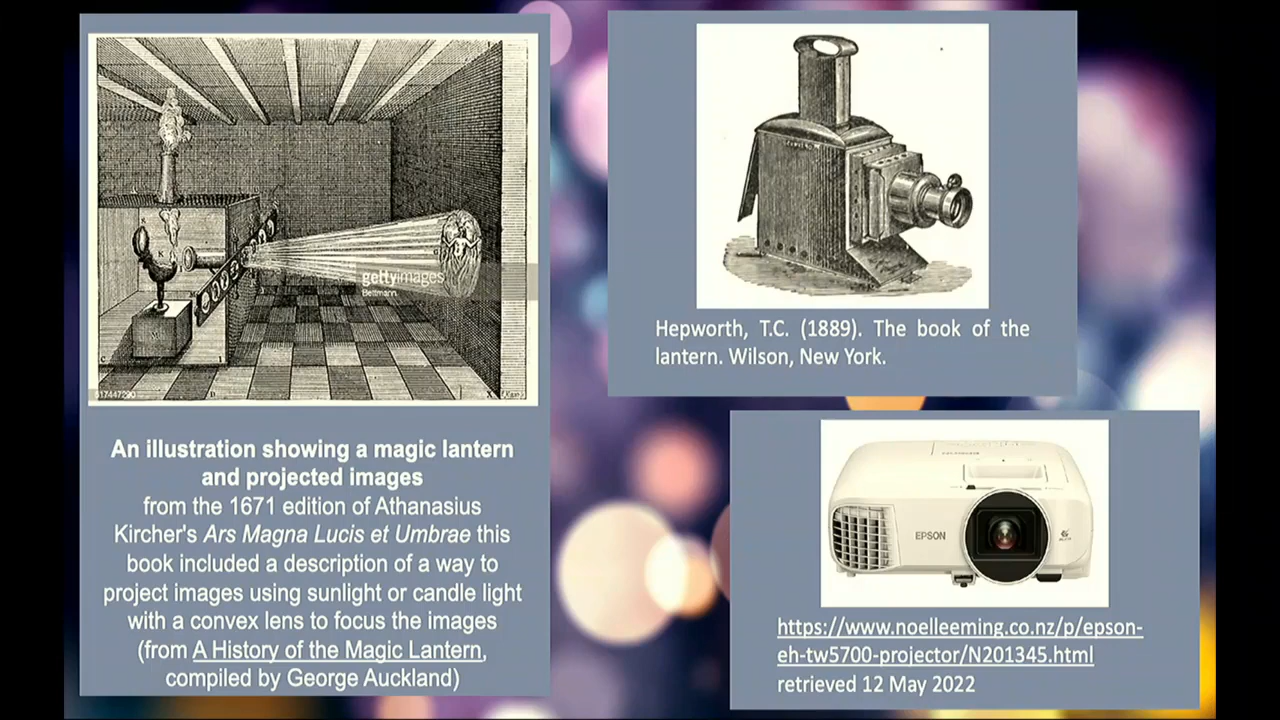 gettyimages
Bettmann
An illustration showing a magic lantern
and projected images
from the 1671 edition of Athanasius
Kircher's Ars Magna Lucis et Umbrae this
book included a description of a way to
project images using sunlight or candle light
with a convex lens to focus the images
(from A History of the Magic Lantern,
compiled by George Auckland)
Hepworth, T.C. (1889). The book of the
lantern. Wilson, New York.
EPSON
https://www.noelleeming.co.nz/p/epson-
eh-tw5700-projector/N201345.html
retrieved 12 May 2022